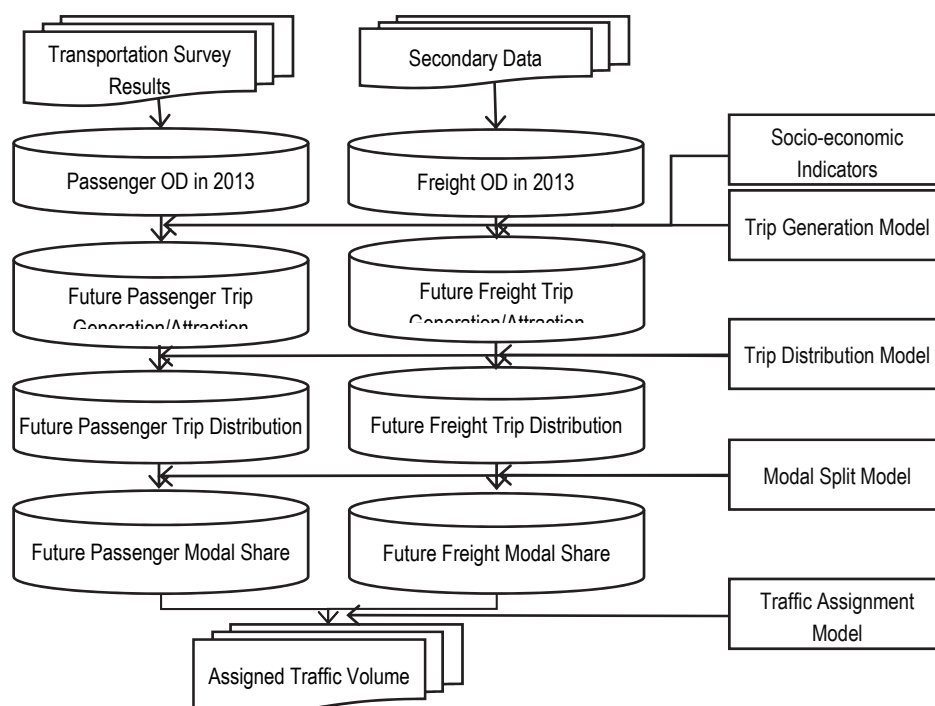 Transportation Survey
Results
Secondary Data
Socio-economic
Indicators
Passenger OD in 2013
Freight OD in 2013
Trip Generation Model
Future Passenger Trip
Generation/Attraction
Future Freight Trip
Generation/Attraction
Trip Distribution Model
Future Passenger Trip Distribution
Future Freight Trip Distribution
Modal Split Model
Future Passenger Modal Share
Future Freight Modal Share
Traffic Assignment
Model
Assigned Traffic Volume